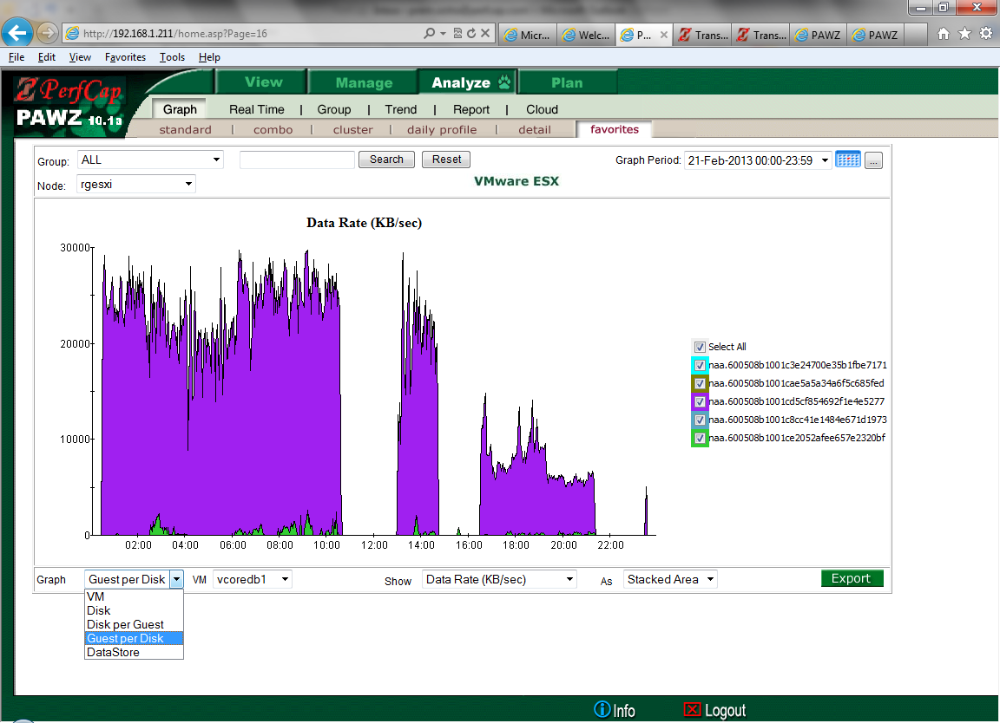 http://192.168.1.211/home.asp?Page=16
Micr...
Welc...
P...
Trans...
Trans...
PAWZ
PAWZ
File Edit View Favorites Tools Help
PerfCap
PAWZ 10.1a
View Manage Analyze Plan
Graph Real Time | Group | Trend | Report | Cloud
standard | combo | cluster | daily profile | detail favorites
Group: ALL Search Reset Graph Period: 21-Feb-2013 00:00-23:59 ...
Node: rgesxi VMware ESX
Data Rate (KB/sec)
30000
20000
10000
0
02:00 04:00 06:00 08:00 10:00 12:00 14:00 16:00 18:00 20:00 22:00
Select All
naa.600508b1001c3e24700e35b1fbe7171
naa.600508b1001cae5a5a34a6f5c685fed
naa.600508b1001cd5cf854692f1e4e5277
naa.600508b1001c8cc41e1484e671d1973
naa.600508b1001ce2052afee657e2320bf
Graph Guest per Disk VM vcoredb1 Show Data Rate (KB/sec) As Stacked Area Export
VM
Disk
Disk per Guest
Guest per Disk
DataStore
Info Logout